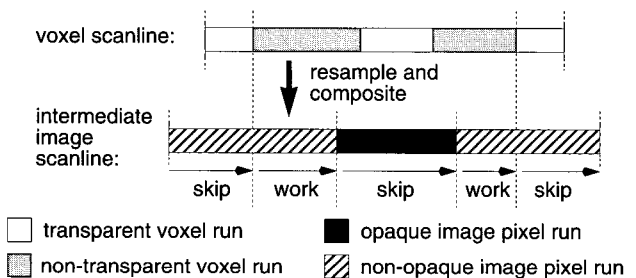 voxel scanline:
resample and
composite
intermediate
image
scanline:
skip work skip work skip
transparent voxel run
opaque image pixel run
non-transparent voxel run
non-opaque image pixel run